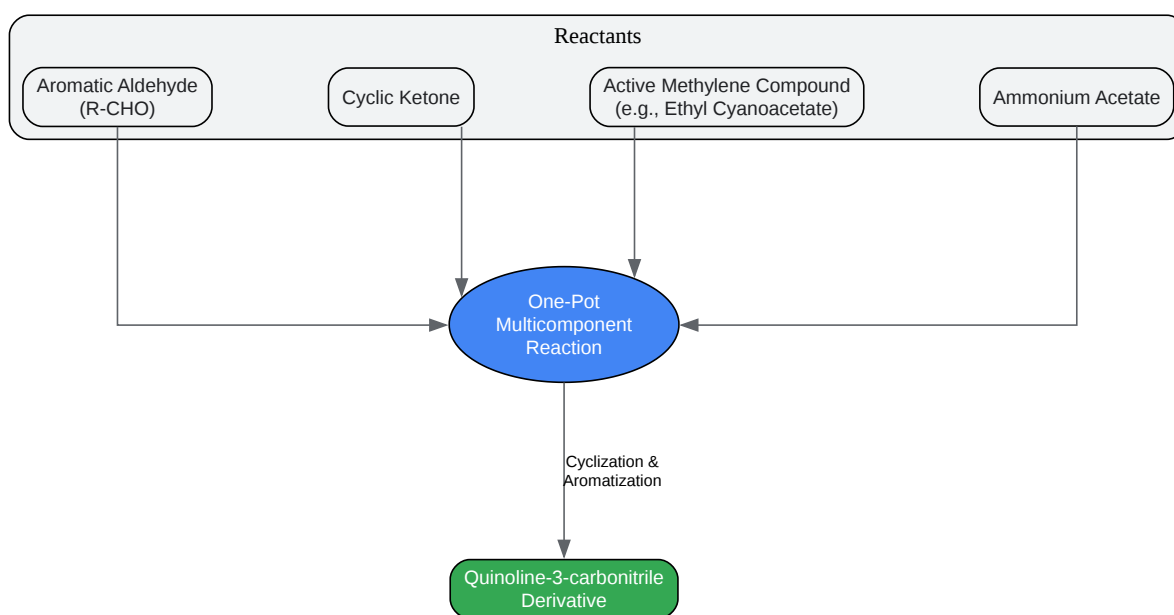 Reactants
Aromatic Aldehyde
(R-CHO)
Cyclic Ketone
Active Methylene Compound
(e.g., Ethyl Cyanoacetate)
Ammonium Acetate
One-Pot
Multicomponent
Reaction
Cyclization &
Aromatization
Quinoline-3-carbonitrile
Derivative